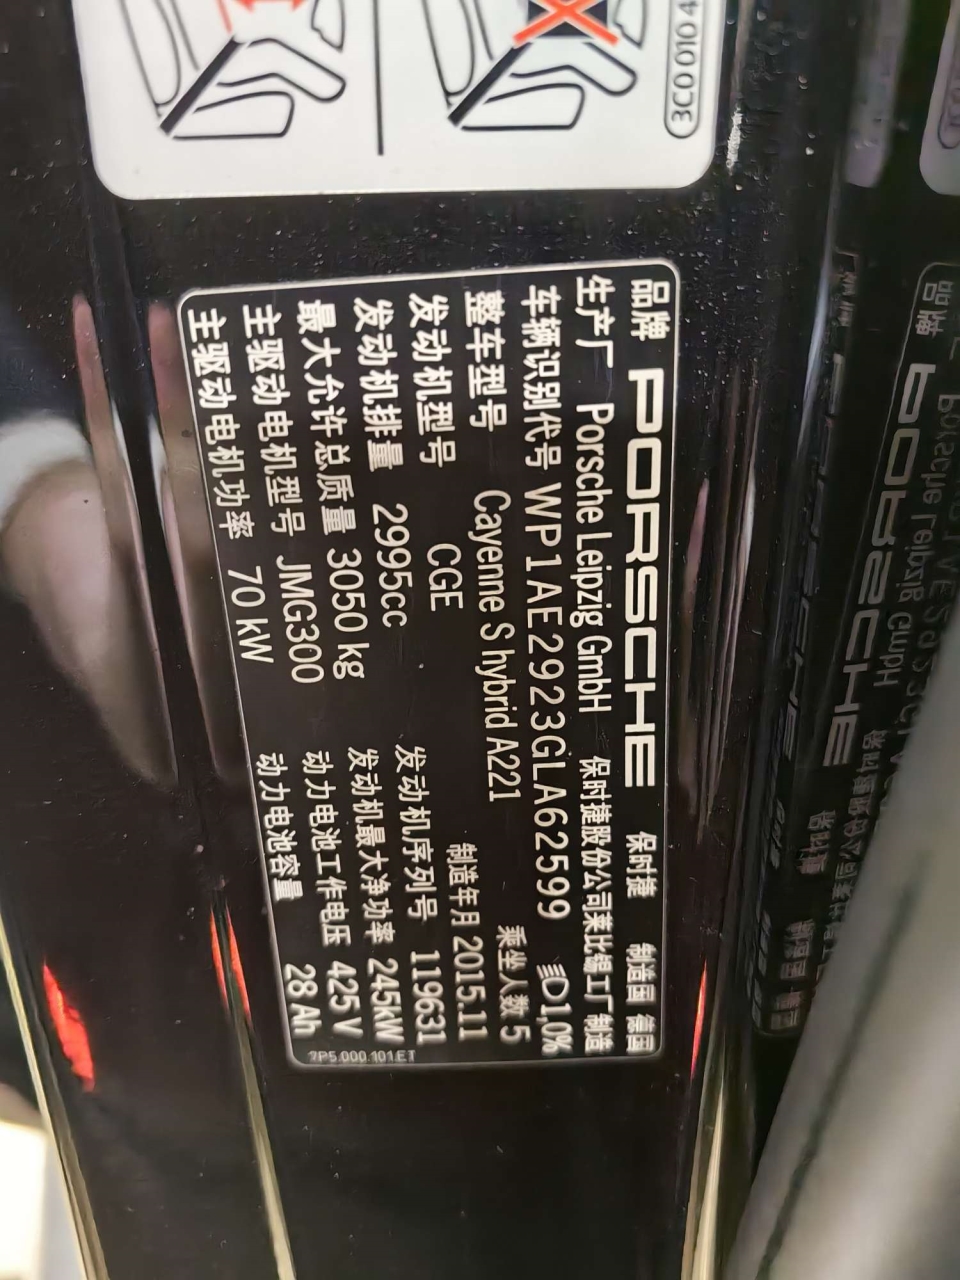 3C0 010 4
品牌 PORSCHE 保时捷 制造国 德国
生产厂 Porsche Leipzig GmbH 保时捷股份公司莱比锡工厂 制造
车辆识别代号 WP1AE2923GLA62599 1,0%
整车型号 Cayenne S hybrid A221 乘坐人数 5
发动机型号 CGE 制造年月 2015.11
发动机排量 2995cc 发动机序列号 119631
最大允许总质量 3050 kg 发动机最大净功率 245kW
主驱动电机型号 JMG300 动力电池工作电压 425 V
主驱动电机功率 70 kW 动力电池容量 28 Ah
7P5.000.101.ET